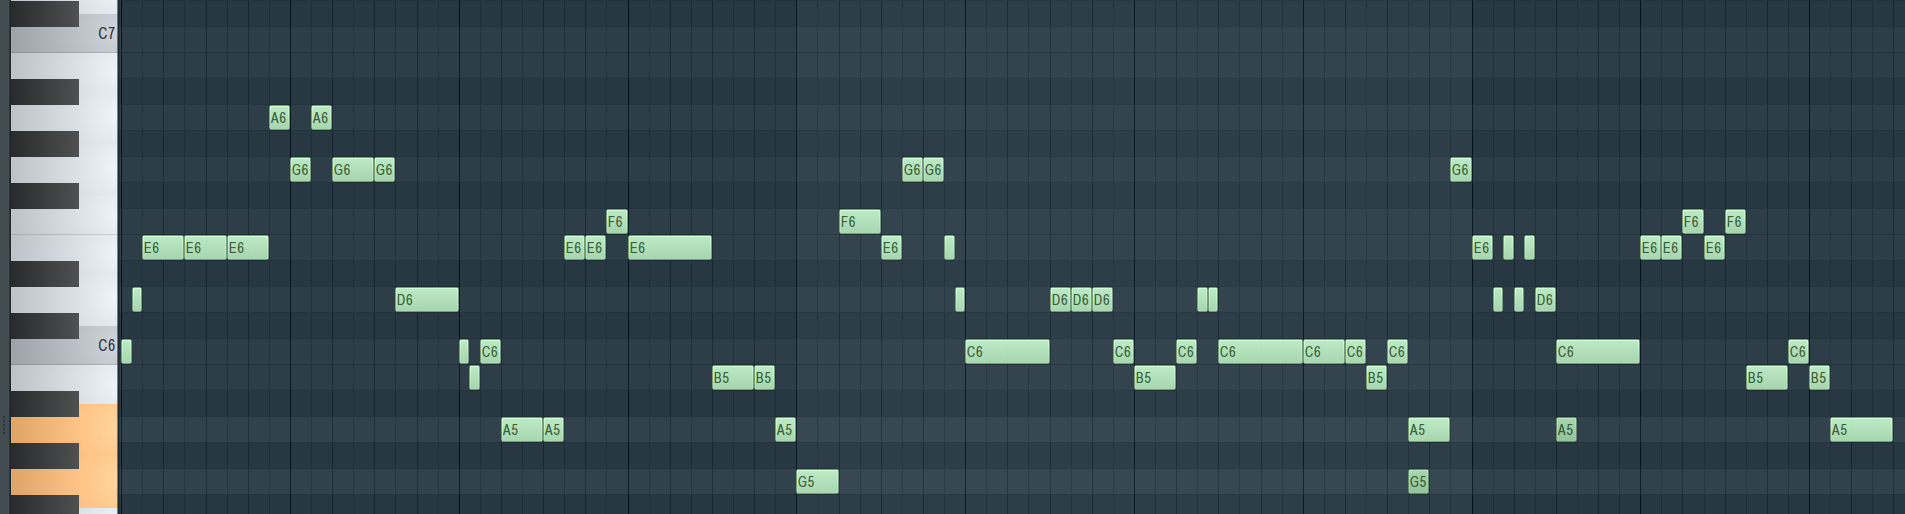 C7
A6 A6
G6 G6 G6 G6 G6 G6
F6 F6 F6 F6
E6 E6 E6 E6 E6 E6 E6 E6 E6 E6 E6
D6 D6 D6 D6 D6
C6 C6 C6 C6 C6 C6 C6 C6 C6 C6 C6
B5 B5 B5 B5 B5 B5
A5 A5 A5 A5 A5 A5
G5 G5